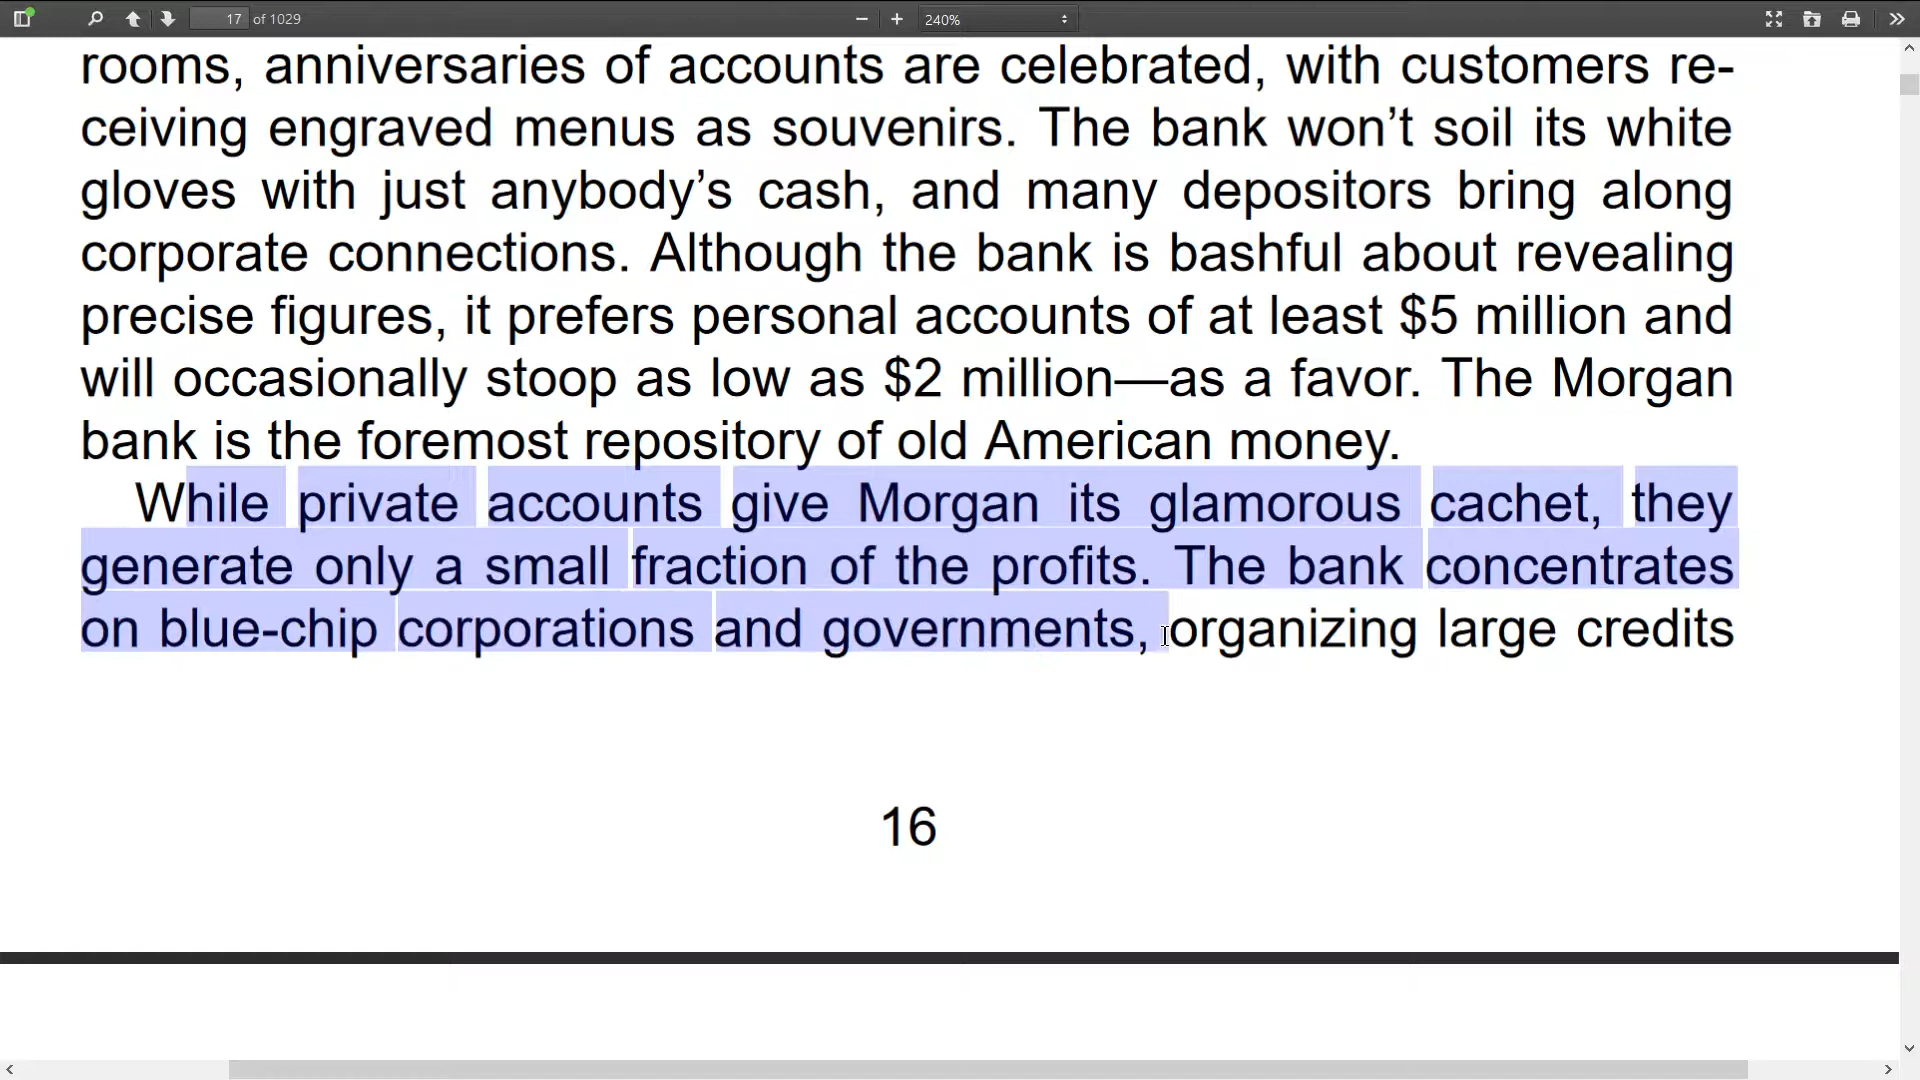 17 of 1029
240%
rooms, anniversaries of accounts are celebrated, with customers re-
ceiving engraved menus as souvenirs. The bank won’t soil its white
gloves with just anybody’s cash, and many depositors bring along
corporate connections. Although the bank is bashful about revealing
precise figures, it prefers personal accounts of at least $5 million and
will occasionally stoop as low as $2 million—as a favor. The Morgan
bank is the foremost repository of old American money.
While private accounts give Morgan its glamorous cachet, they
generate only a small fraction of the profits. The bank concentrates
on blue-chip corporations and governments, organizing large credits
16